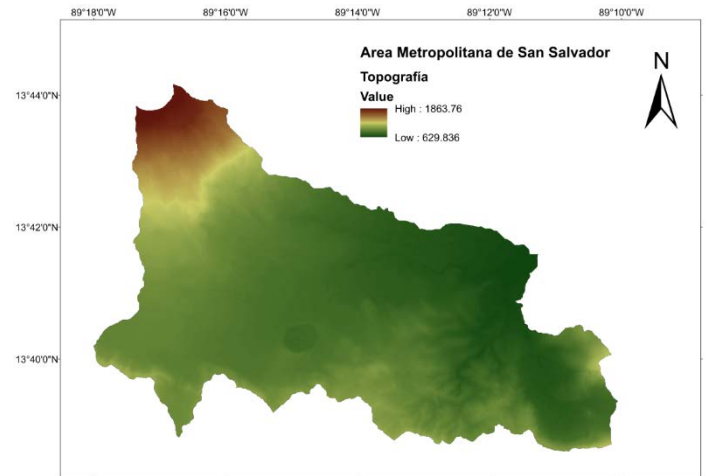 89°18'0"W 89°16'0"W 89°14'0"W 89°12'0"W 89°10'0"W
Area Metropolitana de San Salvador
Topografía
Value
High : 1863.76
Low : 629.836
N
13°44'0"N
13°42'0"N
13°40'0"N